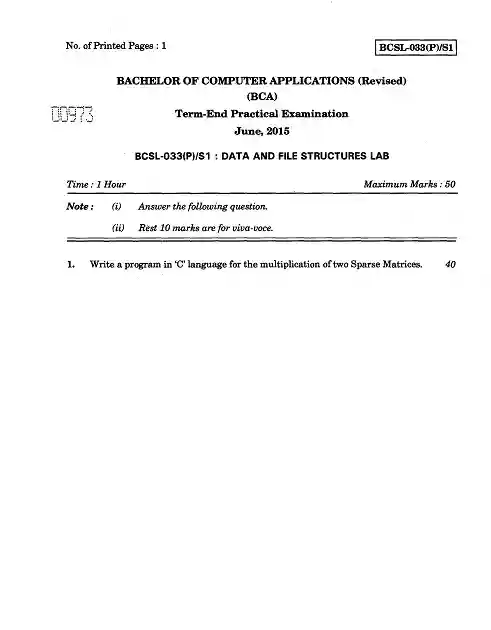 No. of Printed Pages : 1 BCSL-033(P)/S1
BACHELOR OF COMPUTER APPLICATIONS (Revised)
(BCA)
00973 Term-End Practical Examination
June, 2015
BCSL-033(P)/S1 : DATA AND FILE STRUCTURES LAB
Time : 1 Hour Maximum Marks : 50
Note : (i) Answer the following question.
(ii) Rest 10 marks are for viva-voce.
1. Write a program in 'C' language for the multiplication of two Sparse Matrices. 40